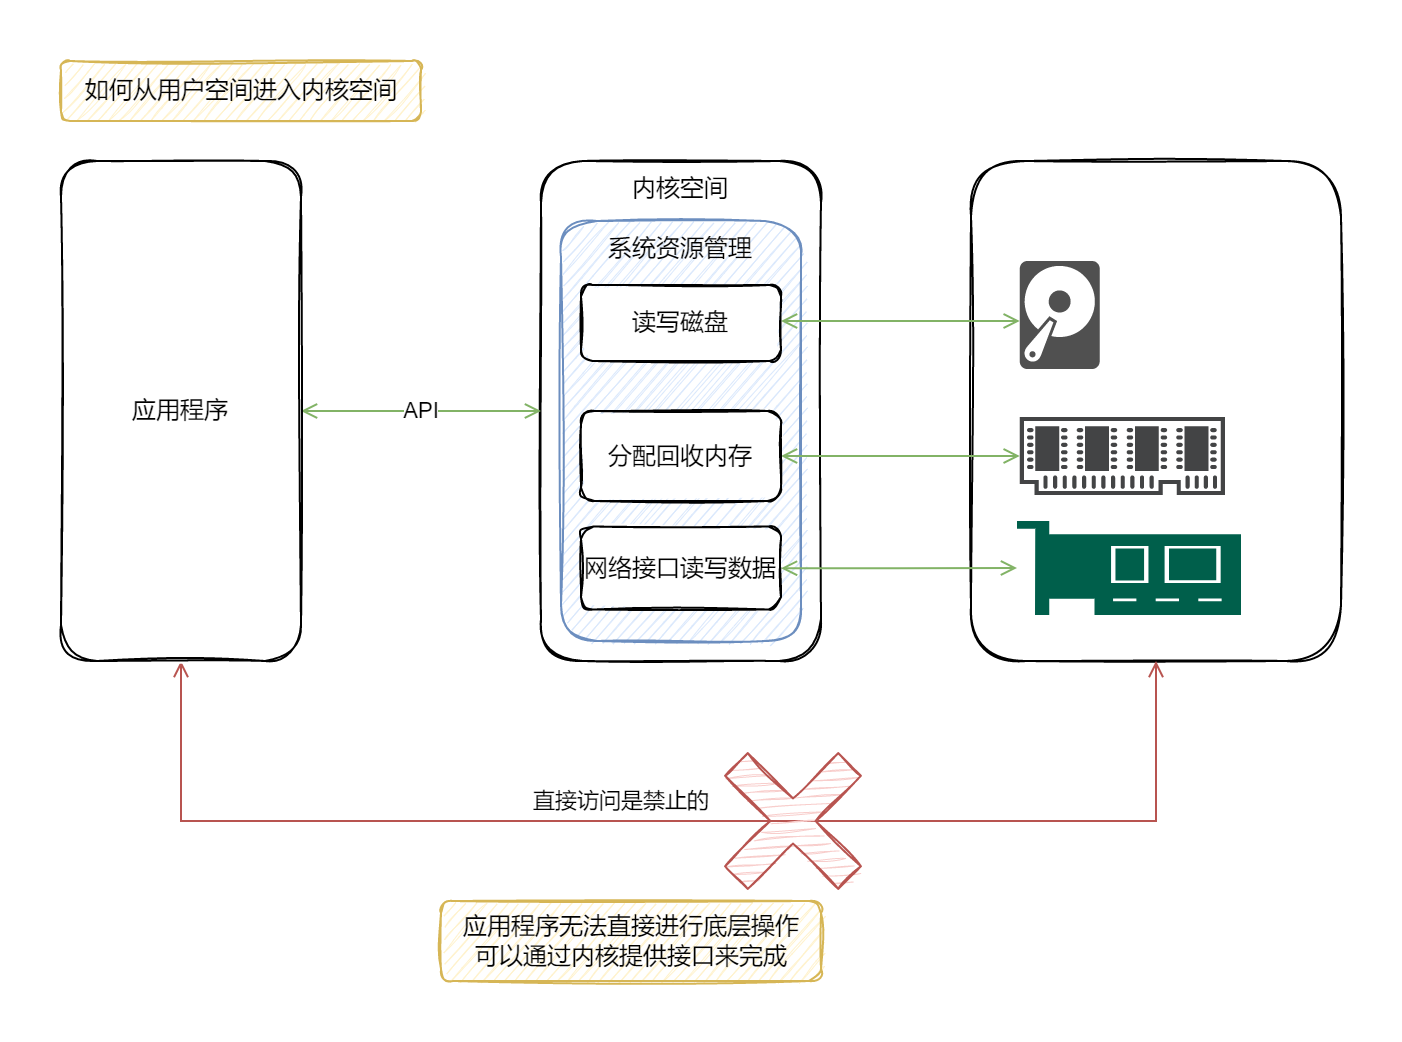 如何从用户空间进入内核空间
内核空间
系统资源管理
读写磁盘
应用程序
API
分配回收内存
网络接口读写数据
直接访问是禁止的
应用程序无法直接进行底层操作
可以通过内核提供接口来完成